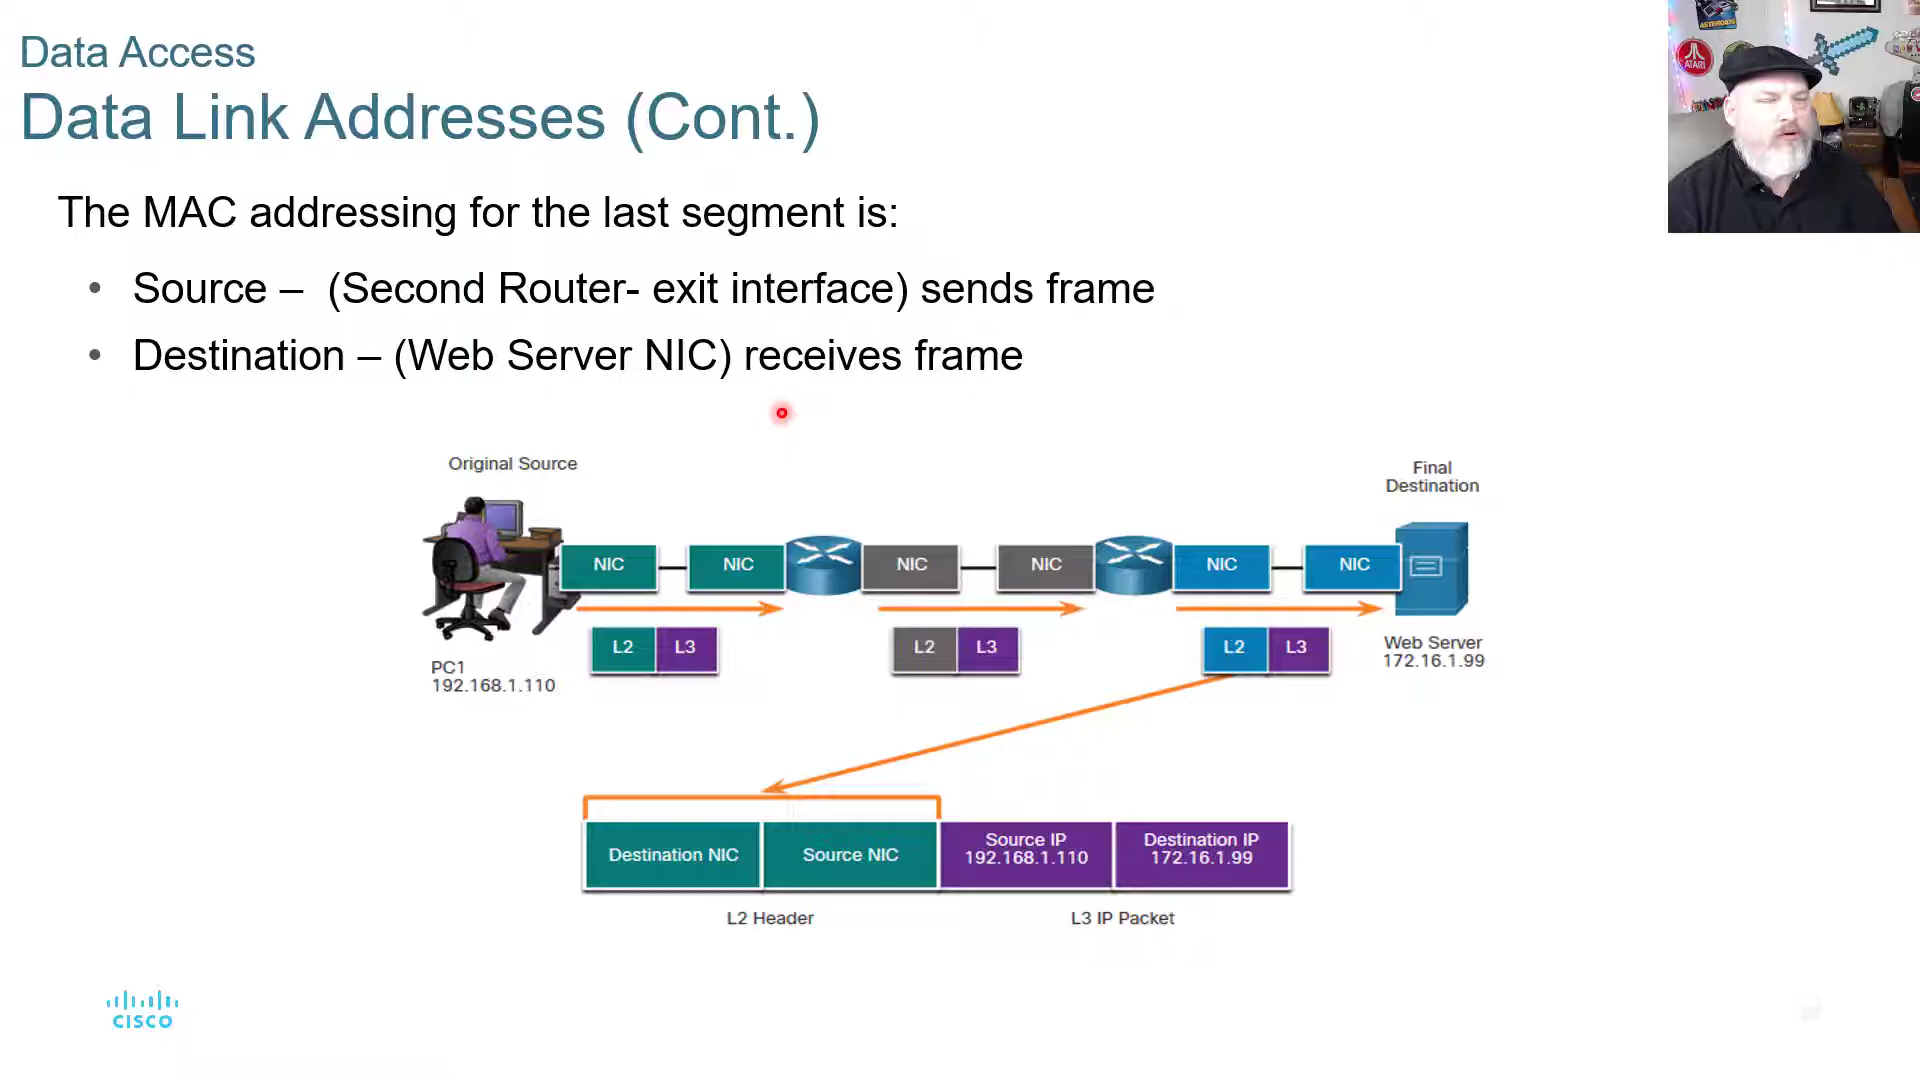 Data Access
Data Link Addresses (Cont.)
The MAC addressing for the last segment is:
• Source – (Second Router- exit interface) sends frame
• Destination – (Web Server NIC) receives frame
Original Source
Final
Destination
NIC
NIC
NIC
NIC
NIC
NIC
L2
L3
L2
L3
L2
L3
PC1
192.168.1.110
Web Server
172.16.1.99
Destination NIC
Source NIC
Source IP
192.168.1.110
Destination IP
172.16.1.99
L2 Header
L3 IP Packet
CISCO
ASTEROIDS
ATARI